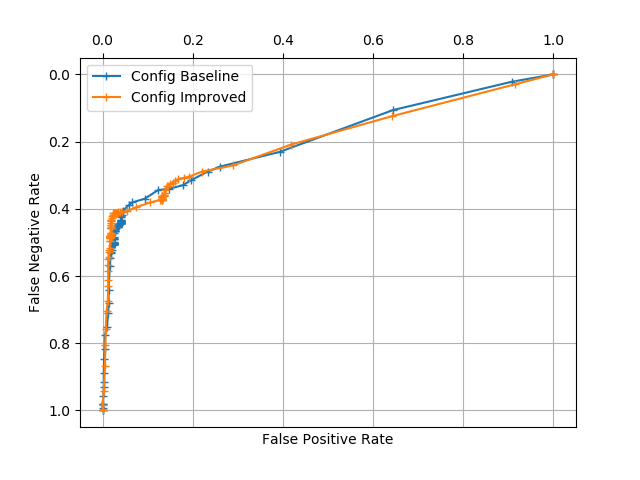 0.0 0.2 0.4 0.6 0.8 1.0
Config Baseline
Config Improved
0.0
0.2
0.4
0.6
0.8
1.0
False Negative Rate
False Positive Rate